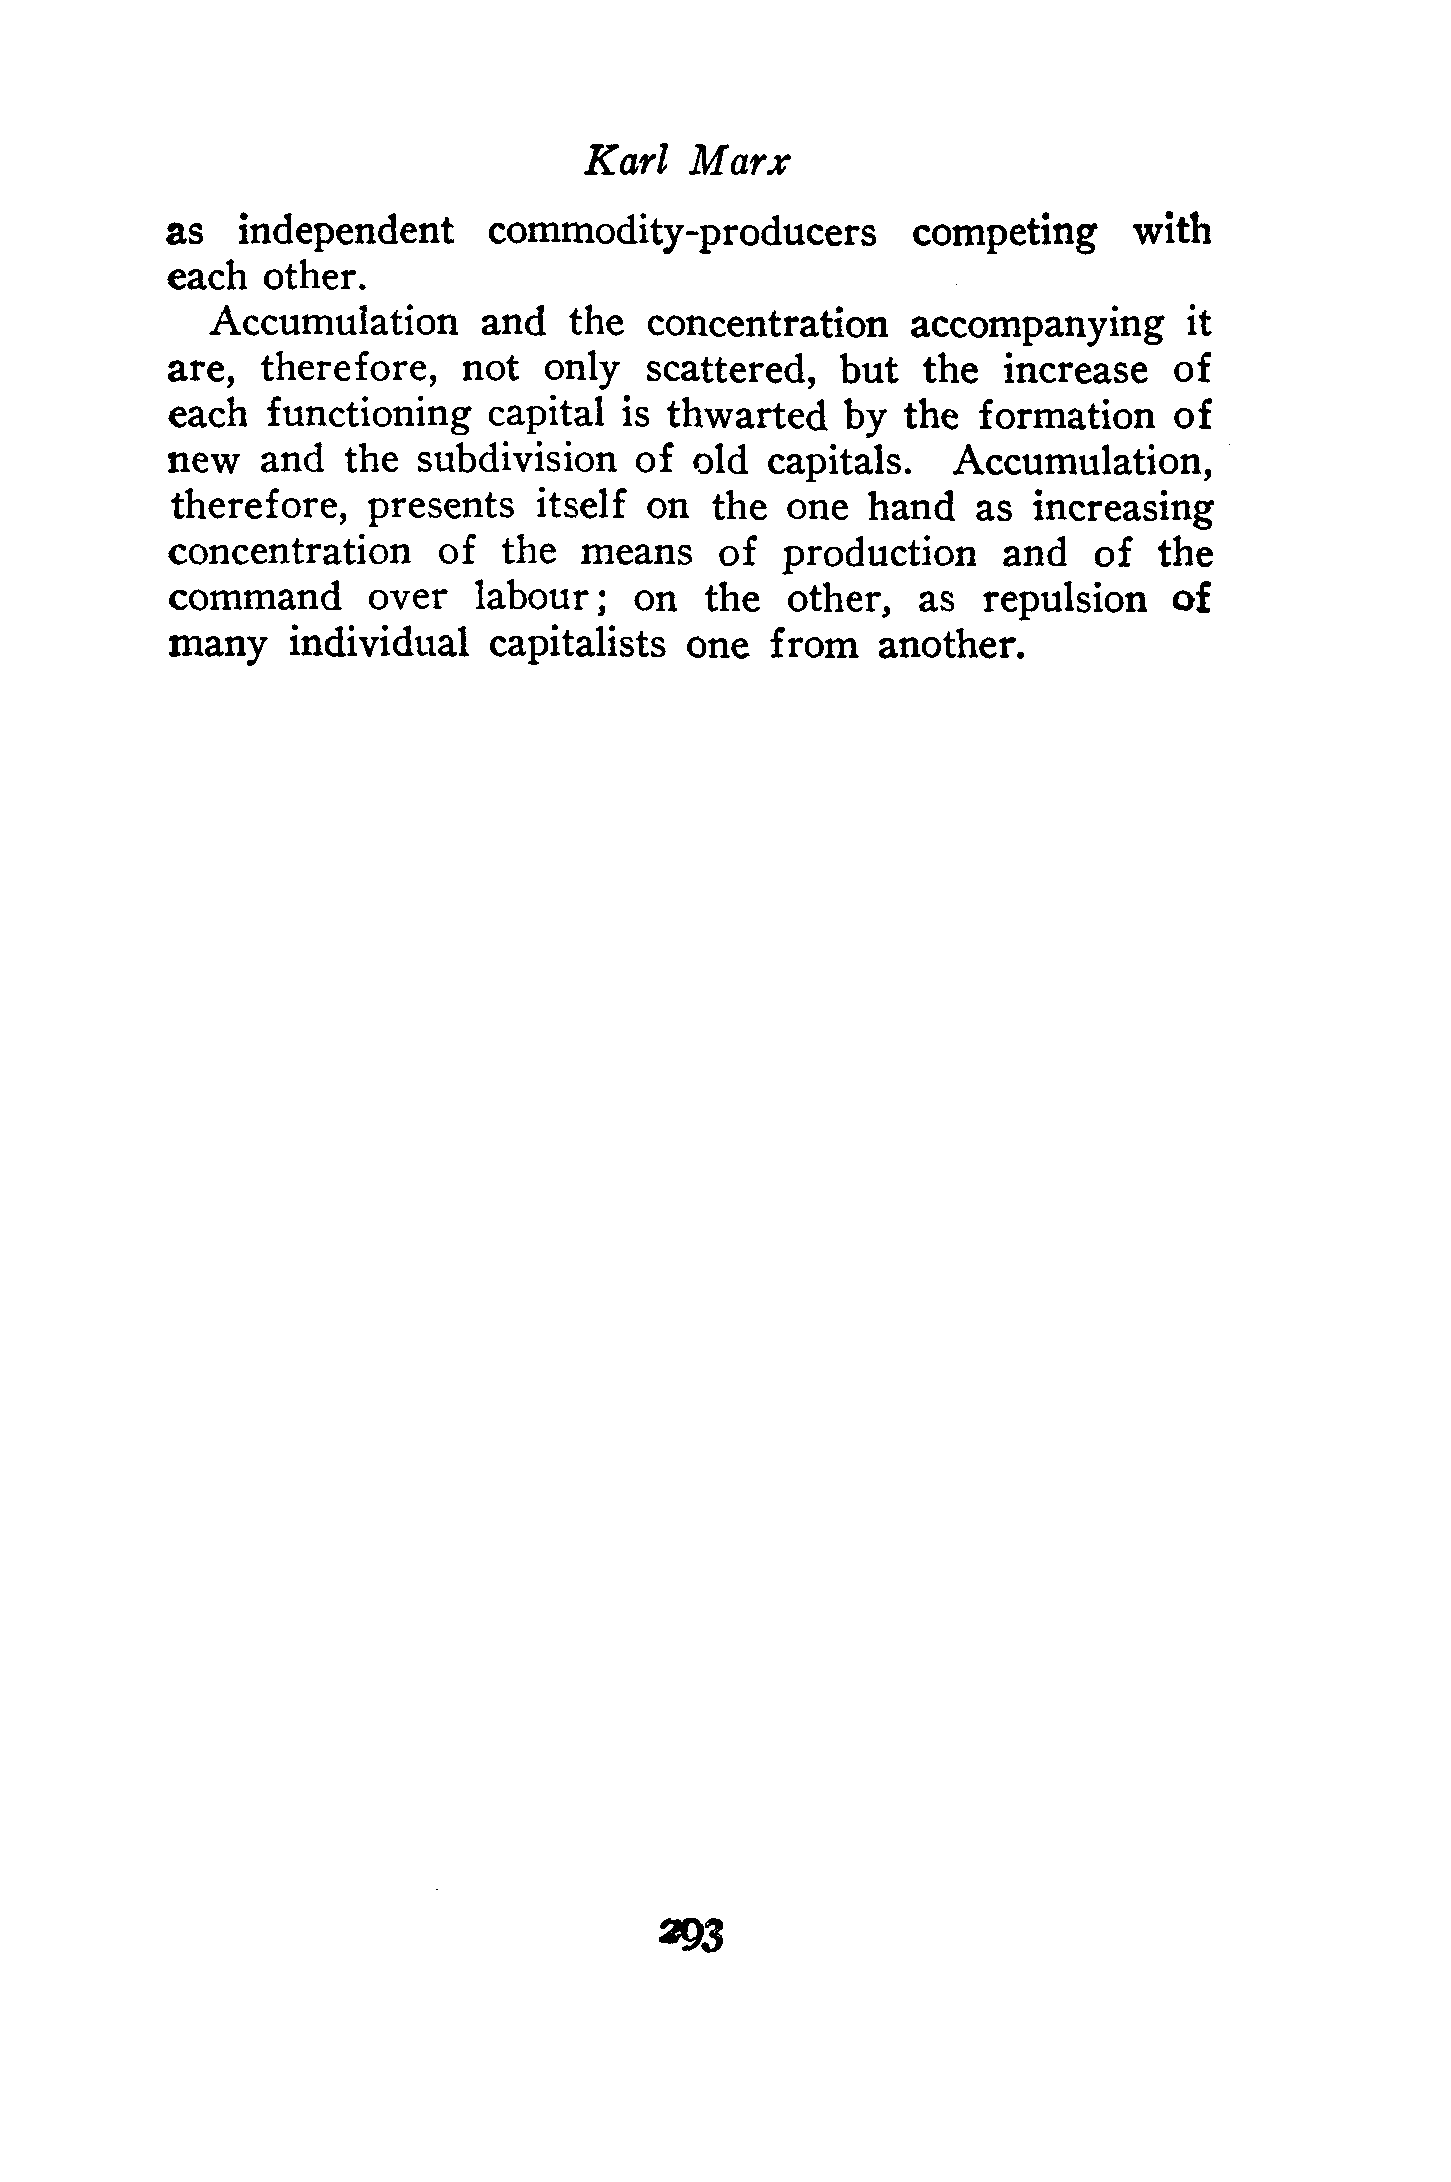 Karl Marx
as independent commodity-producers competing with
each other.
Accumulation and the concentration accompanying it
are, therefore, not only scattered, but the increase of
each functioning capital is thwarted by the formation of
new and the subdivision of old capitals. Accumulation,
therefore, presents itself on the one hand as increasing
concentration of the means of production and of the
command over labour; on the other, as repulsion of
many individual capitalists one from another.
293